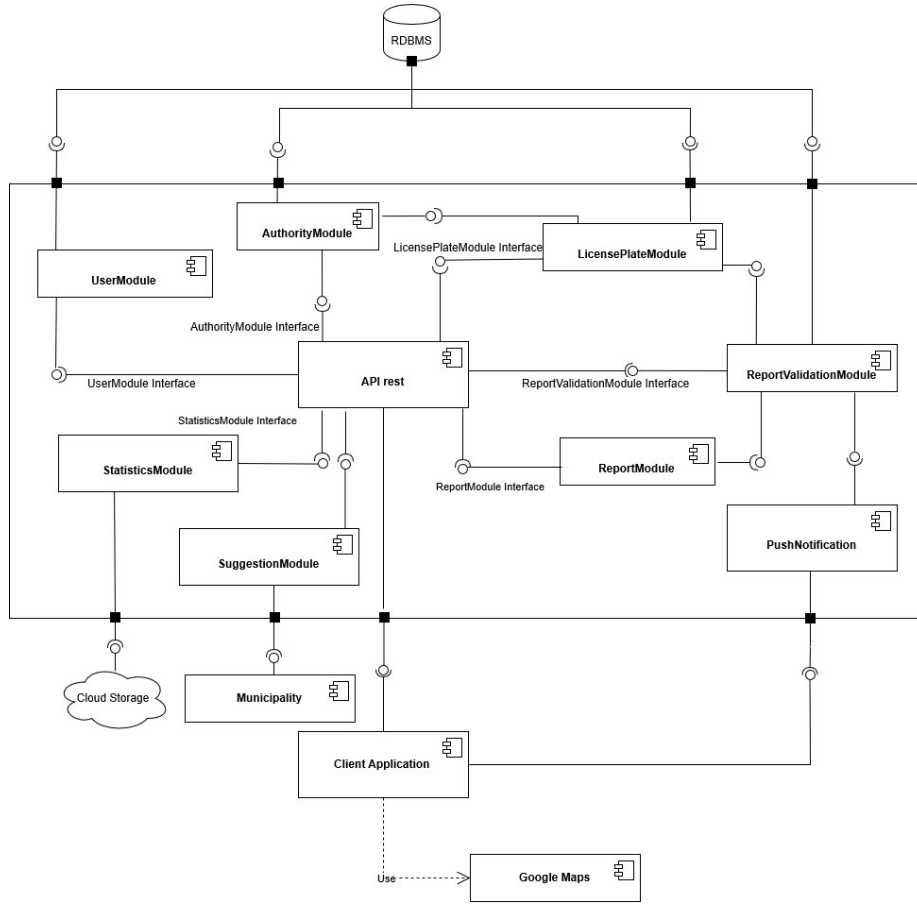 RDBMS
AuthorityModule
LicensePlateModule Interface
LicensePlateModule
UserModule
AuthorityModule Interface
API rest
UserModule Interface
ReportValidationModule Interface
ReportValidationModule
StatisticsModule Interface
StatisticsModule
ReportModule
ReportModule Interface
PushNotification
SuggestionModule
Cloud Storage
Municipality
Client Application
Use
Google Maps